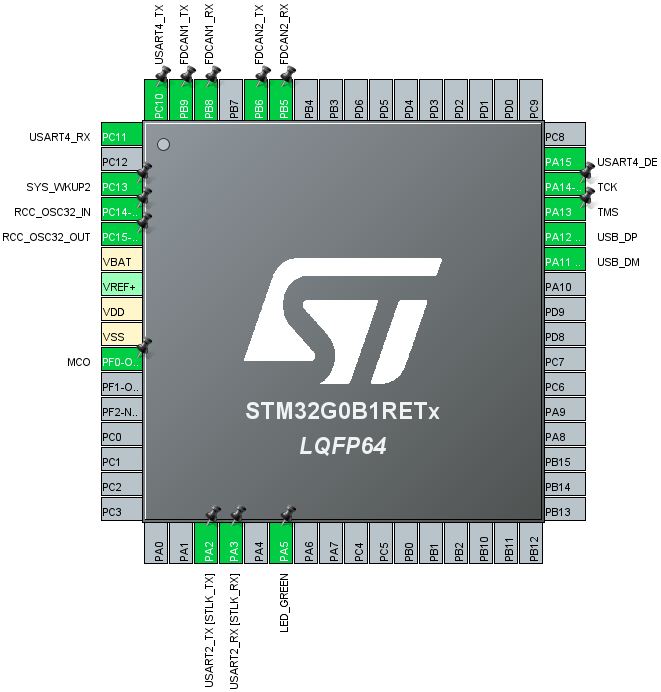 USART4_TX
FDCAN1_TX
FDCAN1_RX
FDCAN2_TX
FDCAN2_RX
PC10
PB9
PB8
PB7
PB6
PB5
PB4
PB3
PD6
PD5
PD4
PD3
PD2
PD1
PD0
PC9
USART4_RX PC11
PC12
SYS_WKUP2 PC13
RCC_OSC32_IN PC14-..
RCC_OSC32_OUT PC15-..
VBAT
VREF+
VDD
VSS
MCO PF0-O..
PF1-O..
PF2-N..
PC0
PC1
PC2
PC3
PC8
PA15 USART4_DE
PA14-.. TCK
PA13 TMS
PA12 .. USB_DP
PA11 .. USB_DM
PA10
PD9
PD8
PC7
PC6
PA9
PA8
PB15
PB14
PB13
ST
STM32G0B1RETx
LQFP64
PA0
PA1
PA2
PA3
PA4
PA5
PA6
PA7
PC4
PC5
PB0
PB1
PB2
PB10
PB11
PB12
USART2_TX [STLK_TX]
USART2_RX [STLK_RX]
LED_GREEN